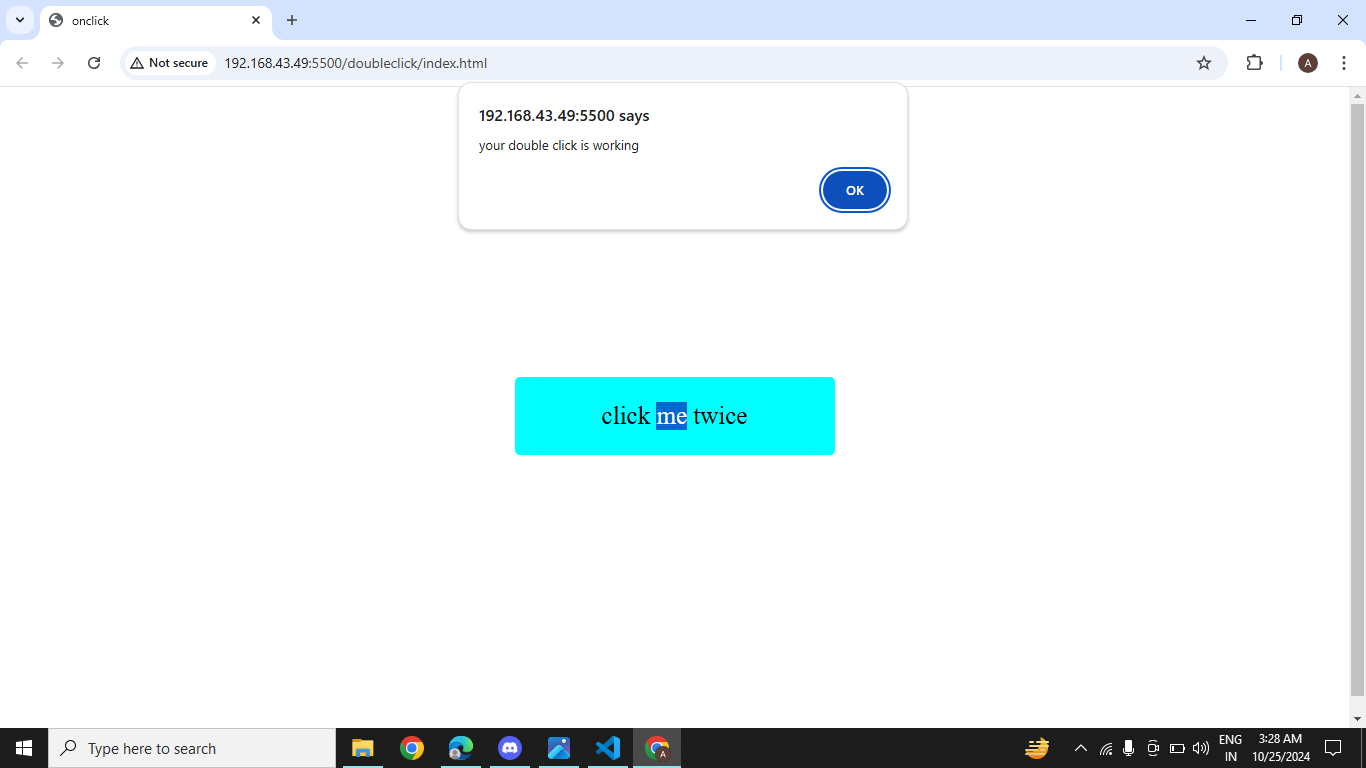 onclick
Not secure
192.168.43.49:5500/doubleclick/index.html
A
192.168.43.49:5500 says
your double click is working
OK
click me twice
Type here to search
A
ENG
IN
3:28 AM
10/25/2024